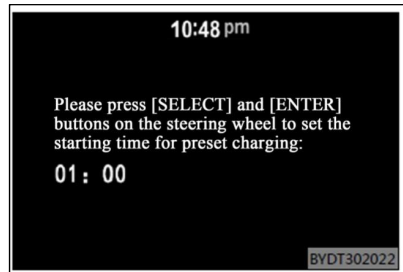 10:48 pm
Please press [SELECT] and [ENTER]
buttons on the steering wheel to set the
starting time for preset charging:
01: 00
BYDT302022